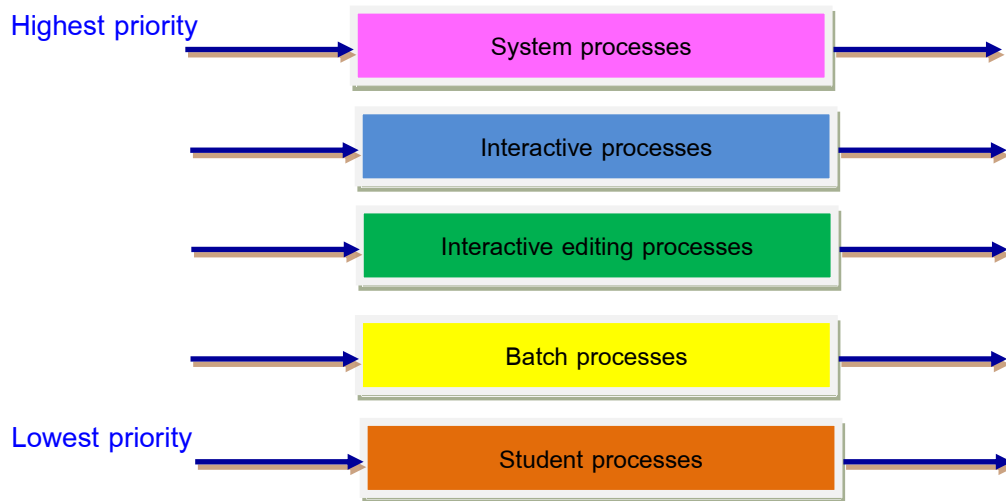 Highest priority
System processes
Interactive processes
Interactive editing processes
Batch processes
Lowest priority
Student processes